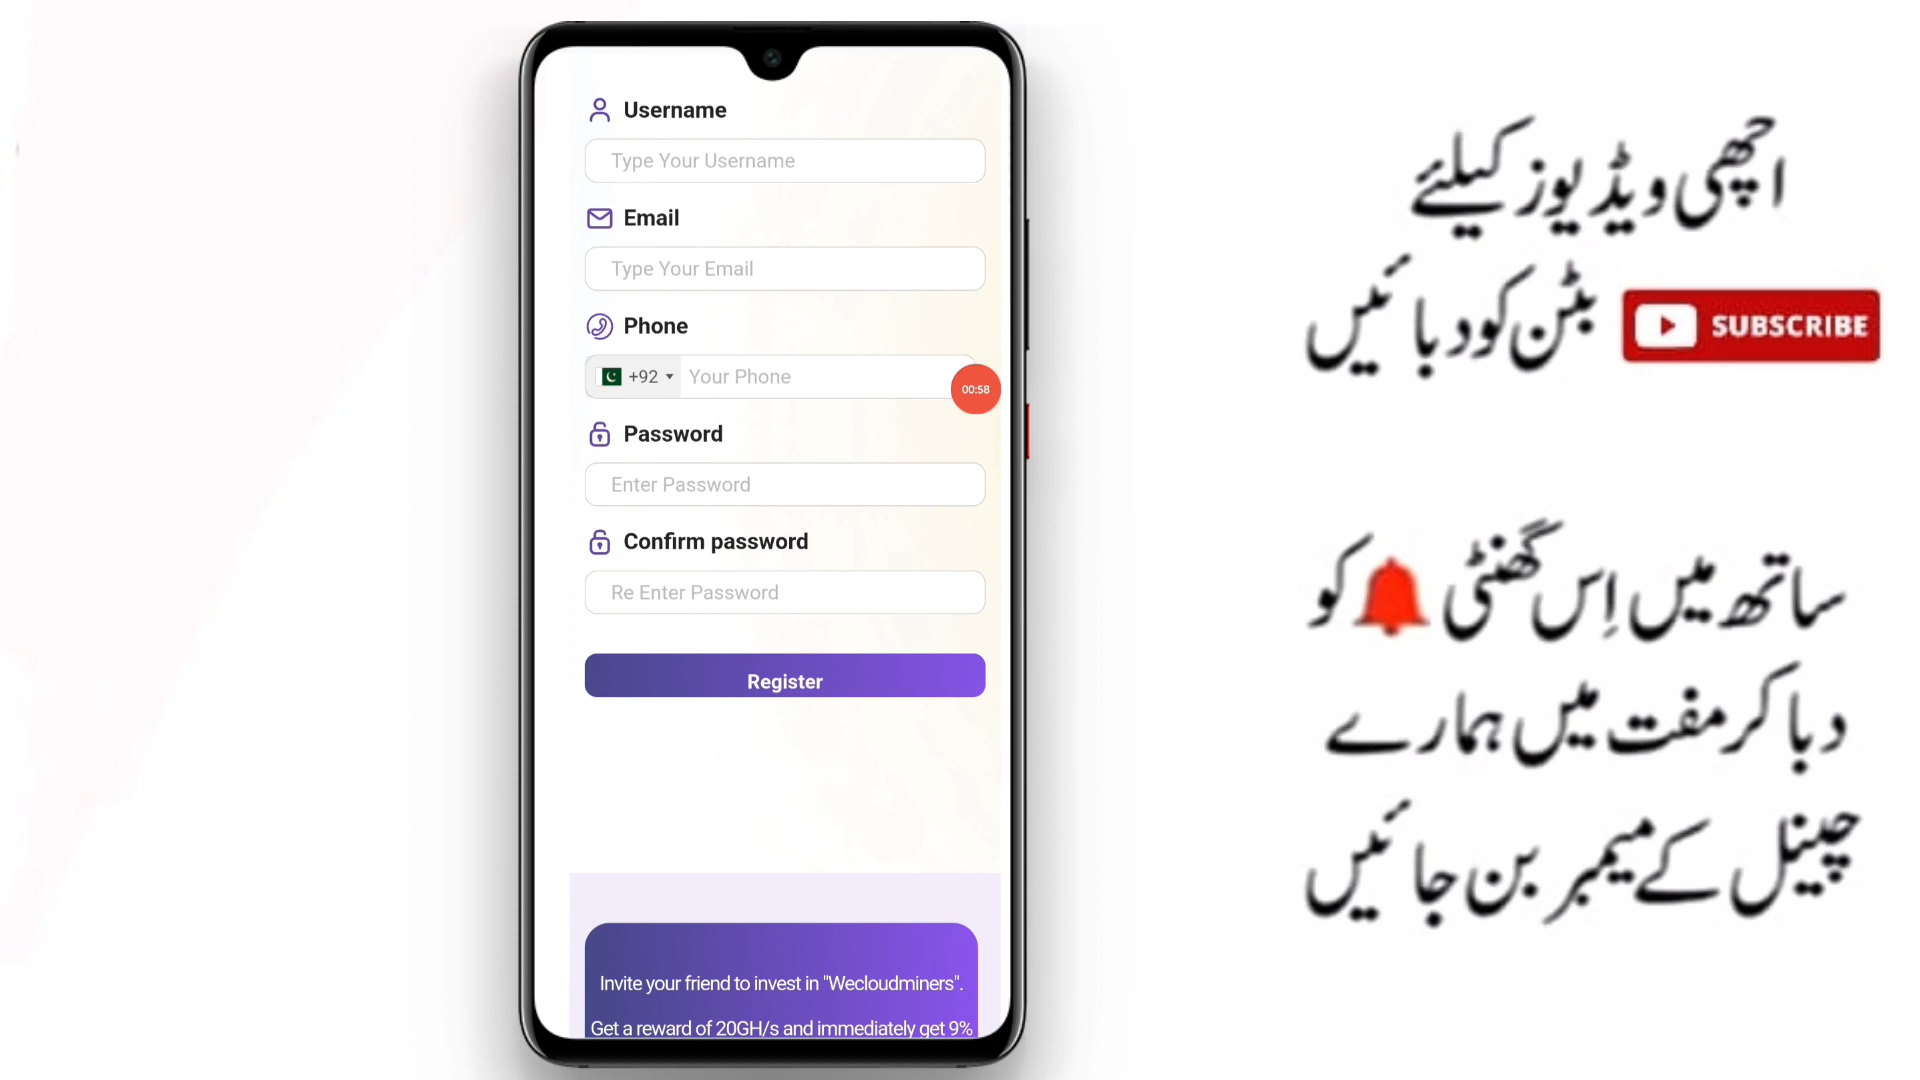 Username
Type Your Username
Email
Type Your Email
Phone
+92 Your Phone
00:58
Password
Enter Password
Confirm password
Re Enter Password
Register
Invite your friend to invest in "Wecloudminers".
Get a reward of 20GH/s and immediately get 9%
اچھی ویڈیوز کیلئے
SUBSCRIBE بٹن کو دبائیں
ساتھ میں اِس گھنٹی کو
دبا کر مفت میں ہمارے
چینل کے میمبر بن جائیں